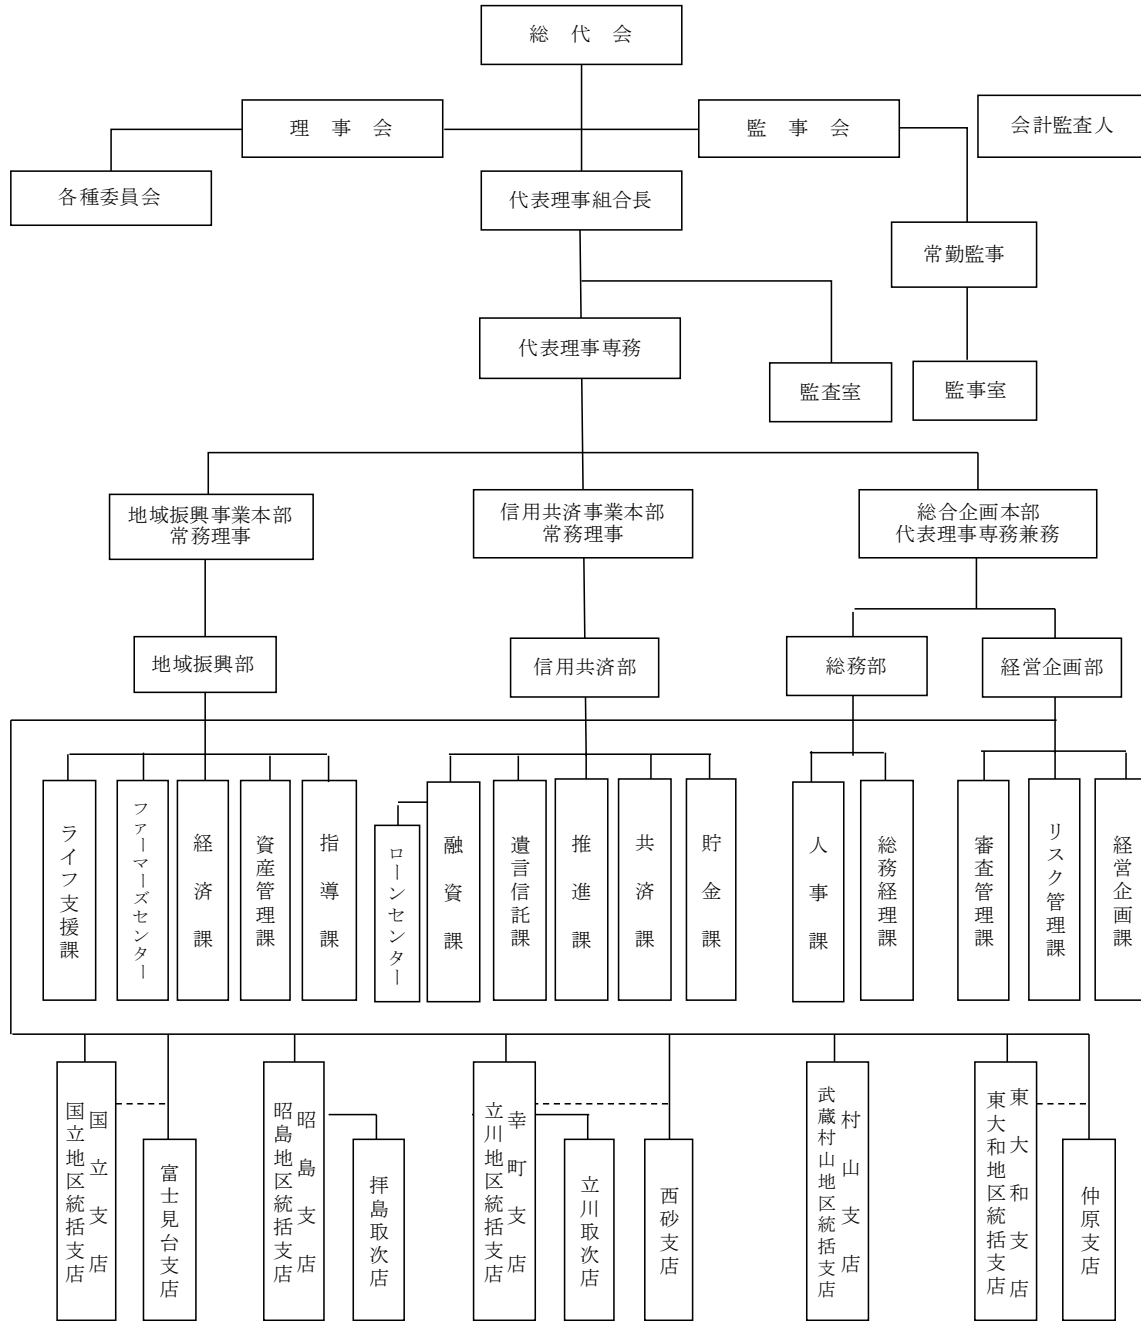 総　代　会
理　事　会
監　事　会
会計監査人
各種委員会
代表理事組合長
常勤監事
代表理事専務
監査室
監事室
地域振興事業本部
常務理事
信用共済事業本部
常務理事
総合企画本部
代表理事専務兼務
地域振興部
信用共済部
総務部
経営企画部
ライフ支援課
ファーマーズセンター
経済課
資産管理課
指導課
ローンセンター
融資課
遺言信託課
推進課
共済課
貯金課
人事課
総務経理課
審査管理課
リスク管理課
経営企画課
国立支店
国立地区統括支店
富士見台支店
昭島支店
昭島地区統括支店
拝島取次店
幸町支店
立川地区統括支店
立川取次店
西砂支店
村山支店
武蔵村山地区統括支店
東大和支店
東大和地区統括支店
仲原支店